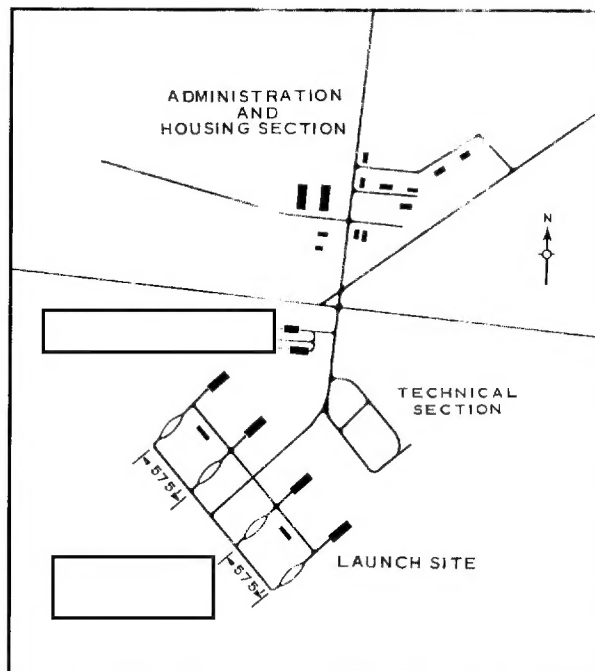 ADMINISTRATION
AND
HOUSING SECTION
N
TECHNICAL
SECTION
575
LAUNCH SITE
575